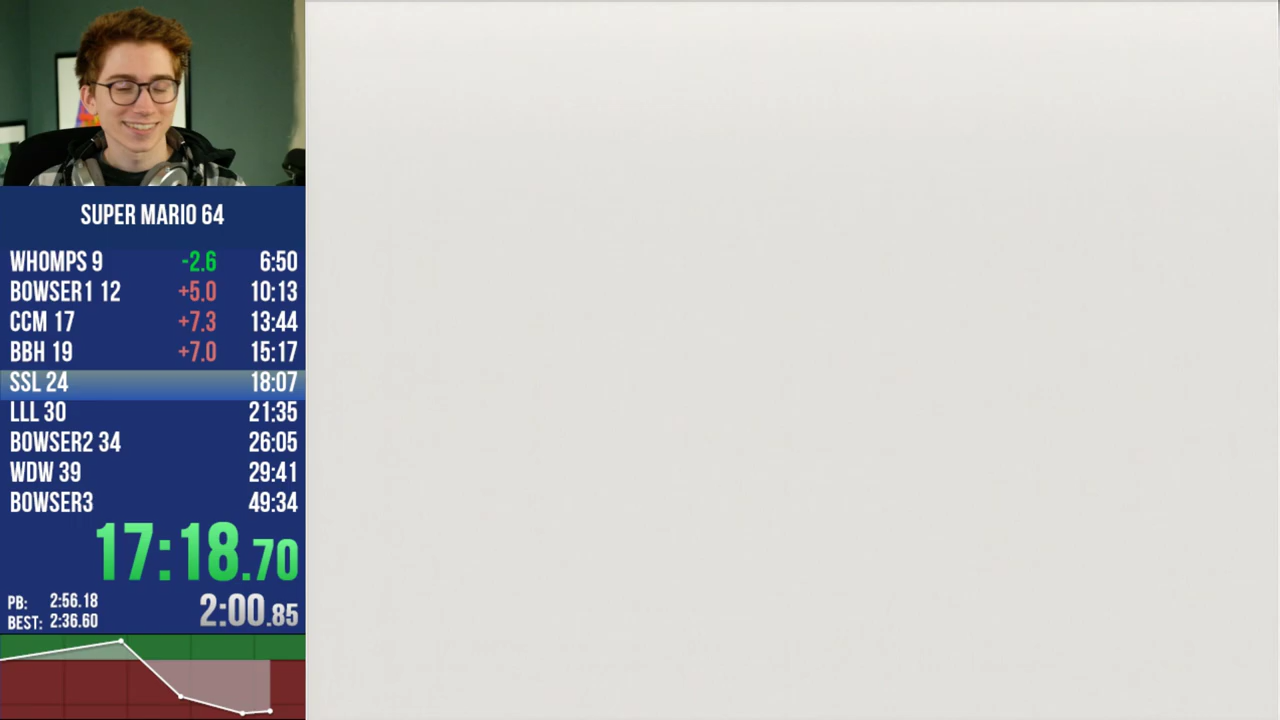 SUPER MARIO 64
WHOMPS 9 -2.6 6:50
BOWSER1 12 +5.0 10:13
CCM 17 +7.3 13:44
BBH 19 +7.0 15:17
SSL 24 18:07
LLL 30 21:35
BOWSER2 34 26:05
WDW 39 29:41
BOWSER3 49:34
17:18.70
PB: 2:56.18 2:00.85
BEST: 2:36.60